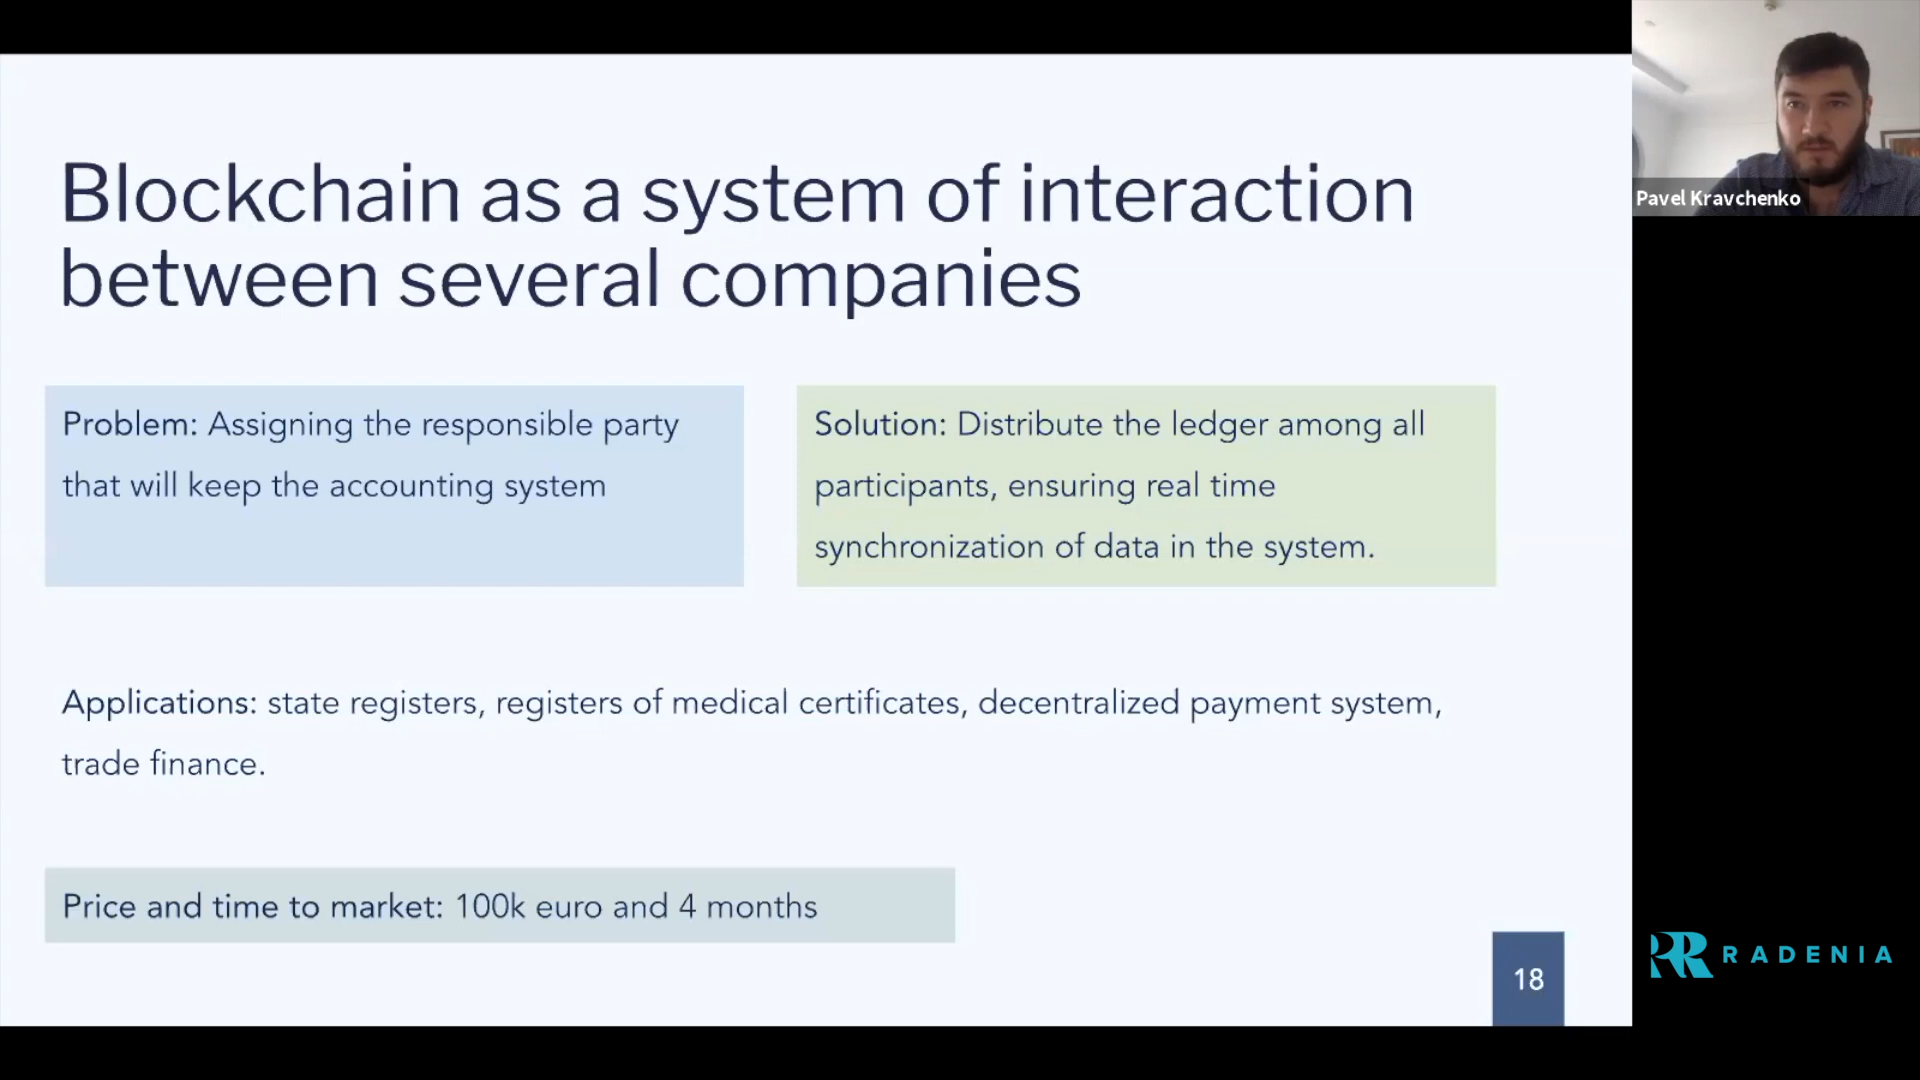 Blockchain as a system of interaction
between several companies
Problem: Assigning the responsible party
that will keep the accounting system
Solution: Distribute the ledger among all
participants, ensuring real time
synchronization of data in the system.
Applications: state registers, registers of medical certificates, decentralized payment system,
trade finance.
Price and time to market: 100k euro and 4 months
18
Pavel Kravchenko
RADENIA